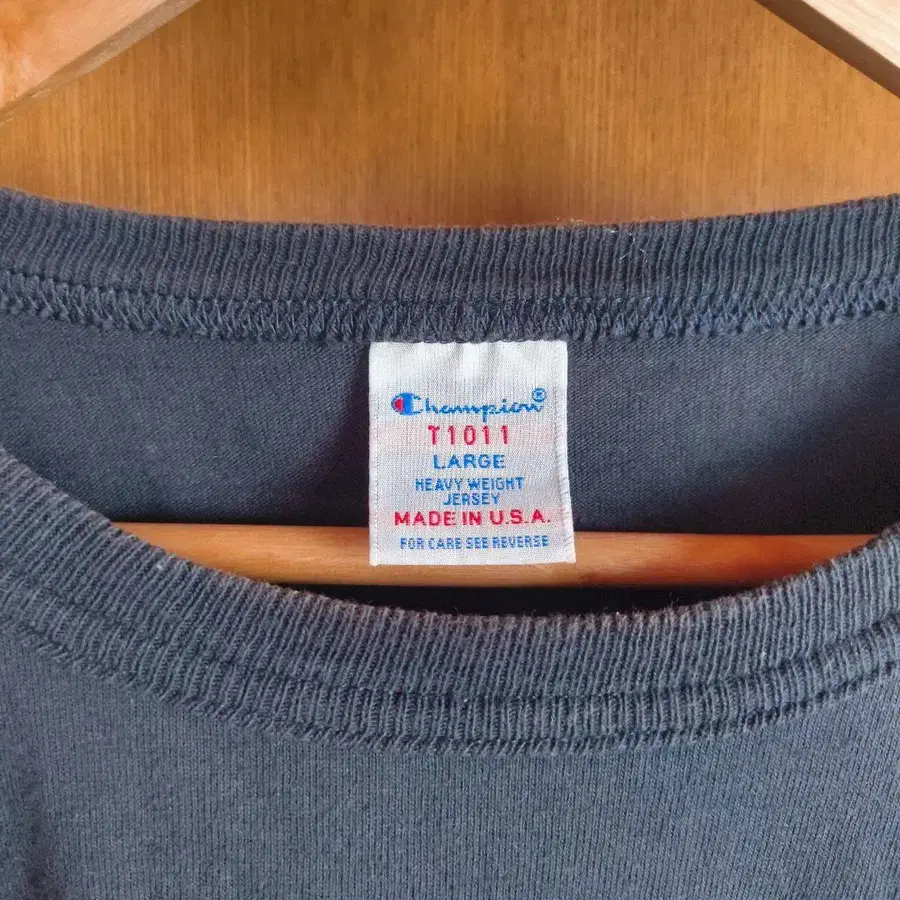 Champion®
T1011
LARGE
HEAVY WEIGHT
JERSEY
MADE IN U.S.A.
FOR CARE SEE REVERSE